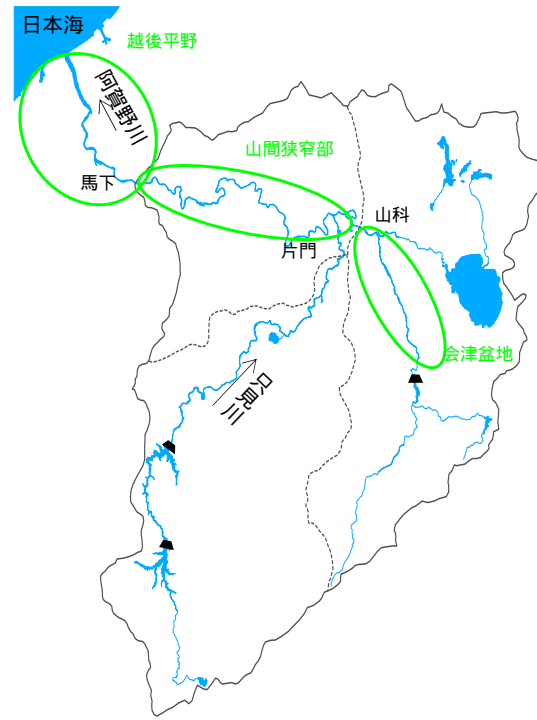 日本海
越後平野
阿賀野川
山間狭窄部
馬下
山科
片門
会津盆地
只見川